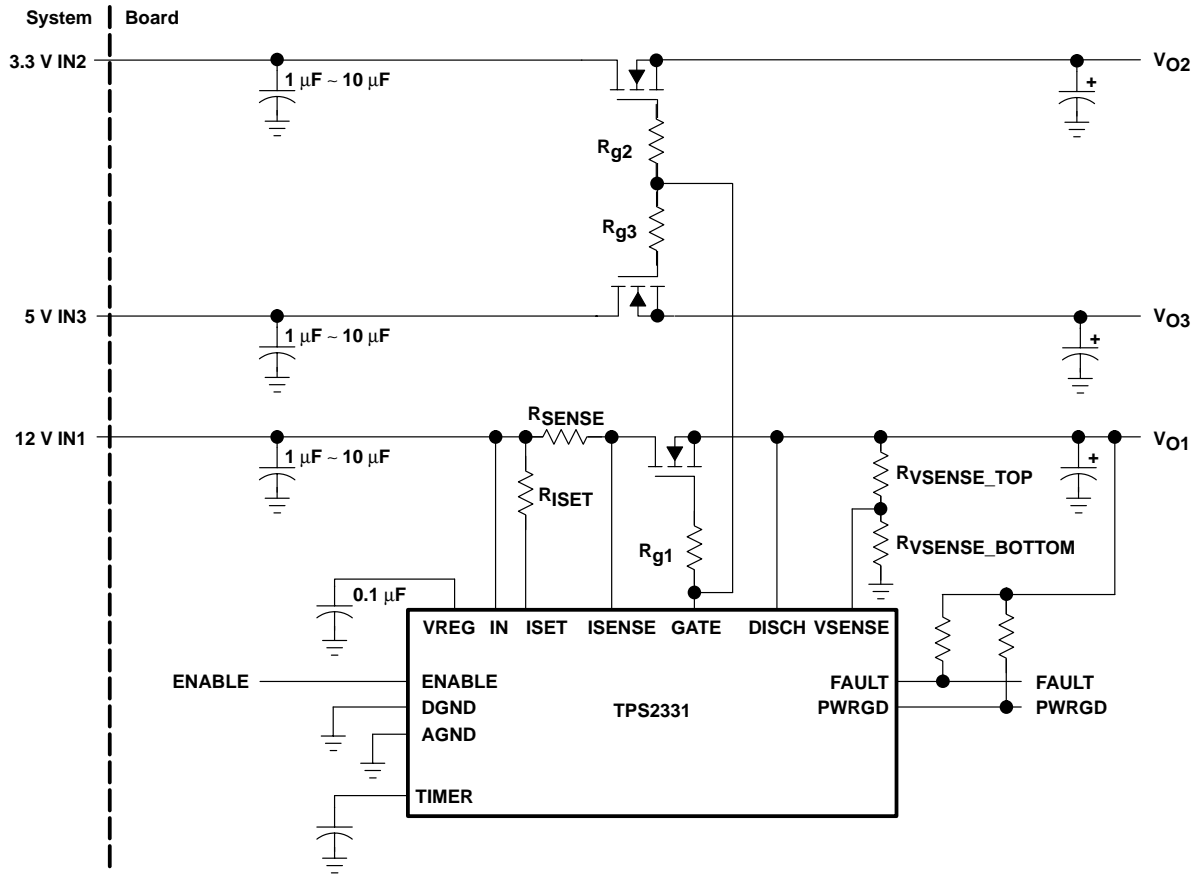 System Board
3.3 V IN2
1 μF ~ 10 μF
+
VO2
Rg2
Rg3
5 V IN3
1 μF ~ 10 μF
+
VO3
12 V IN1
1 μF ~ 10 μF
RSENSE
RISET
Rg1
RVSENSE_TOP
RVSENSE_BOTTOM
+
VO1
0.1 μF
VREG IN ISET ISENSE GATE DISCH VSENSE
ENABLE ENABLE
DGND
AGND
TIMER
TPS2331
FAULT FAULT
PWRGD PWRGD